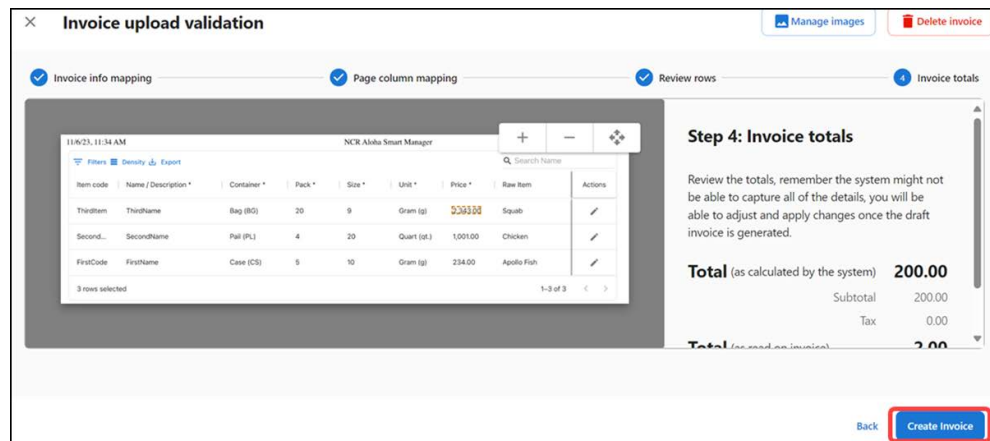 Invoice upload validation
Manage images
Delete invoice
Invoice info mapping
Page column mapping
Review rows
4 Invoice totals
11/6/23, 11:34 AM
NCR Aloha Smart Manager
Filters Density Export
Search Name
Item code Name / Description * Container * Pack * Size * Unit * Price * Raw Item Actions
ThirdItem ThirdName Bag (BG) 20 9 Gram (g) Squab
Second... SecondName Pail (PL) 4 20 Quart (qt.) 1,001.00 Chicken
FirstCode FirstName Case (CS) 5 10 Gram (g) 234.00 Apollo Fish
3 rows selected
1–3 of 3
Step 4: Invoice totals
Review the totals, remember the system might not
be able to capture all of the details, you will be
able to adjust and apply changes once the draft
invoice is generated.
Total (as calculated by the system) 200.00
Subtotal 200.00
Tax 0.00
Total (as read on invoice) 2.00
Back
Create Invoice